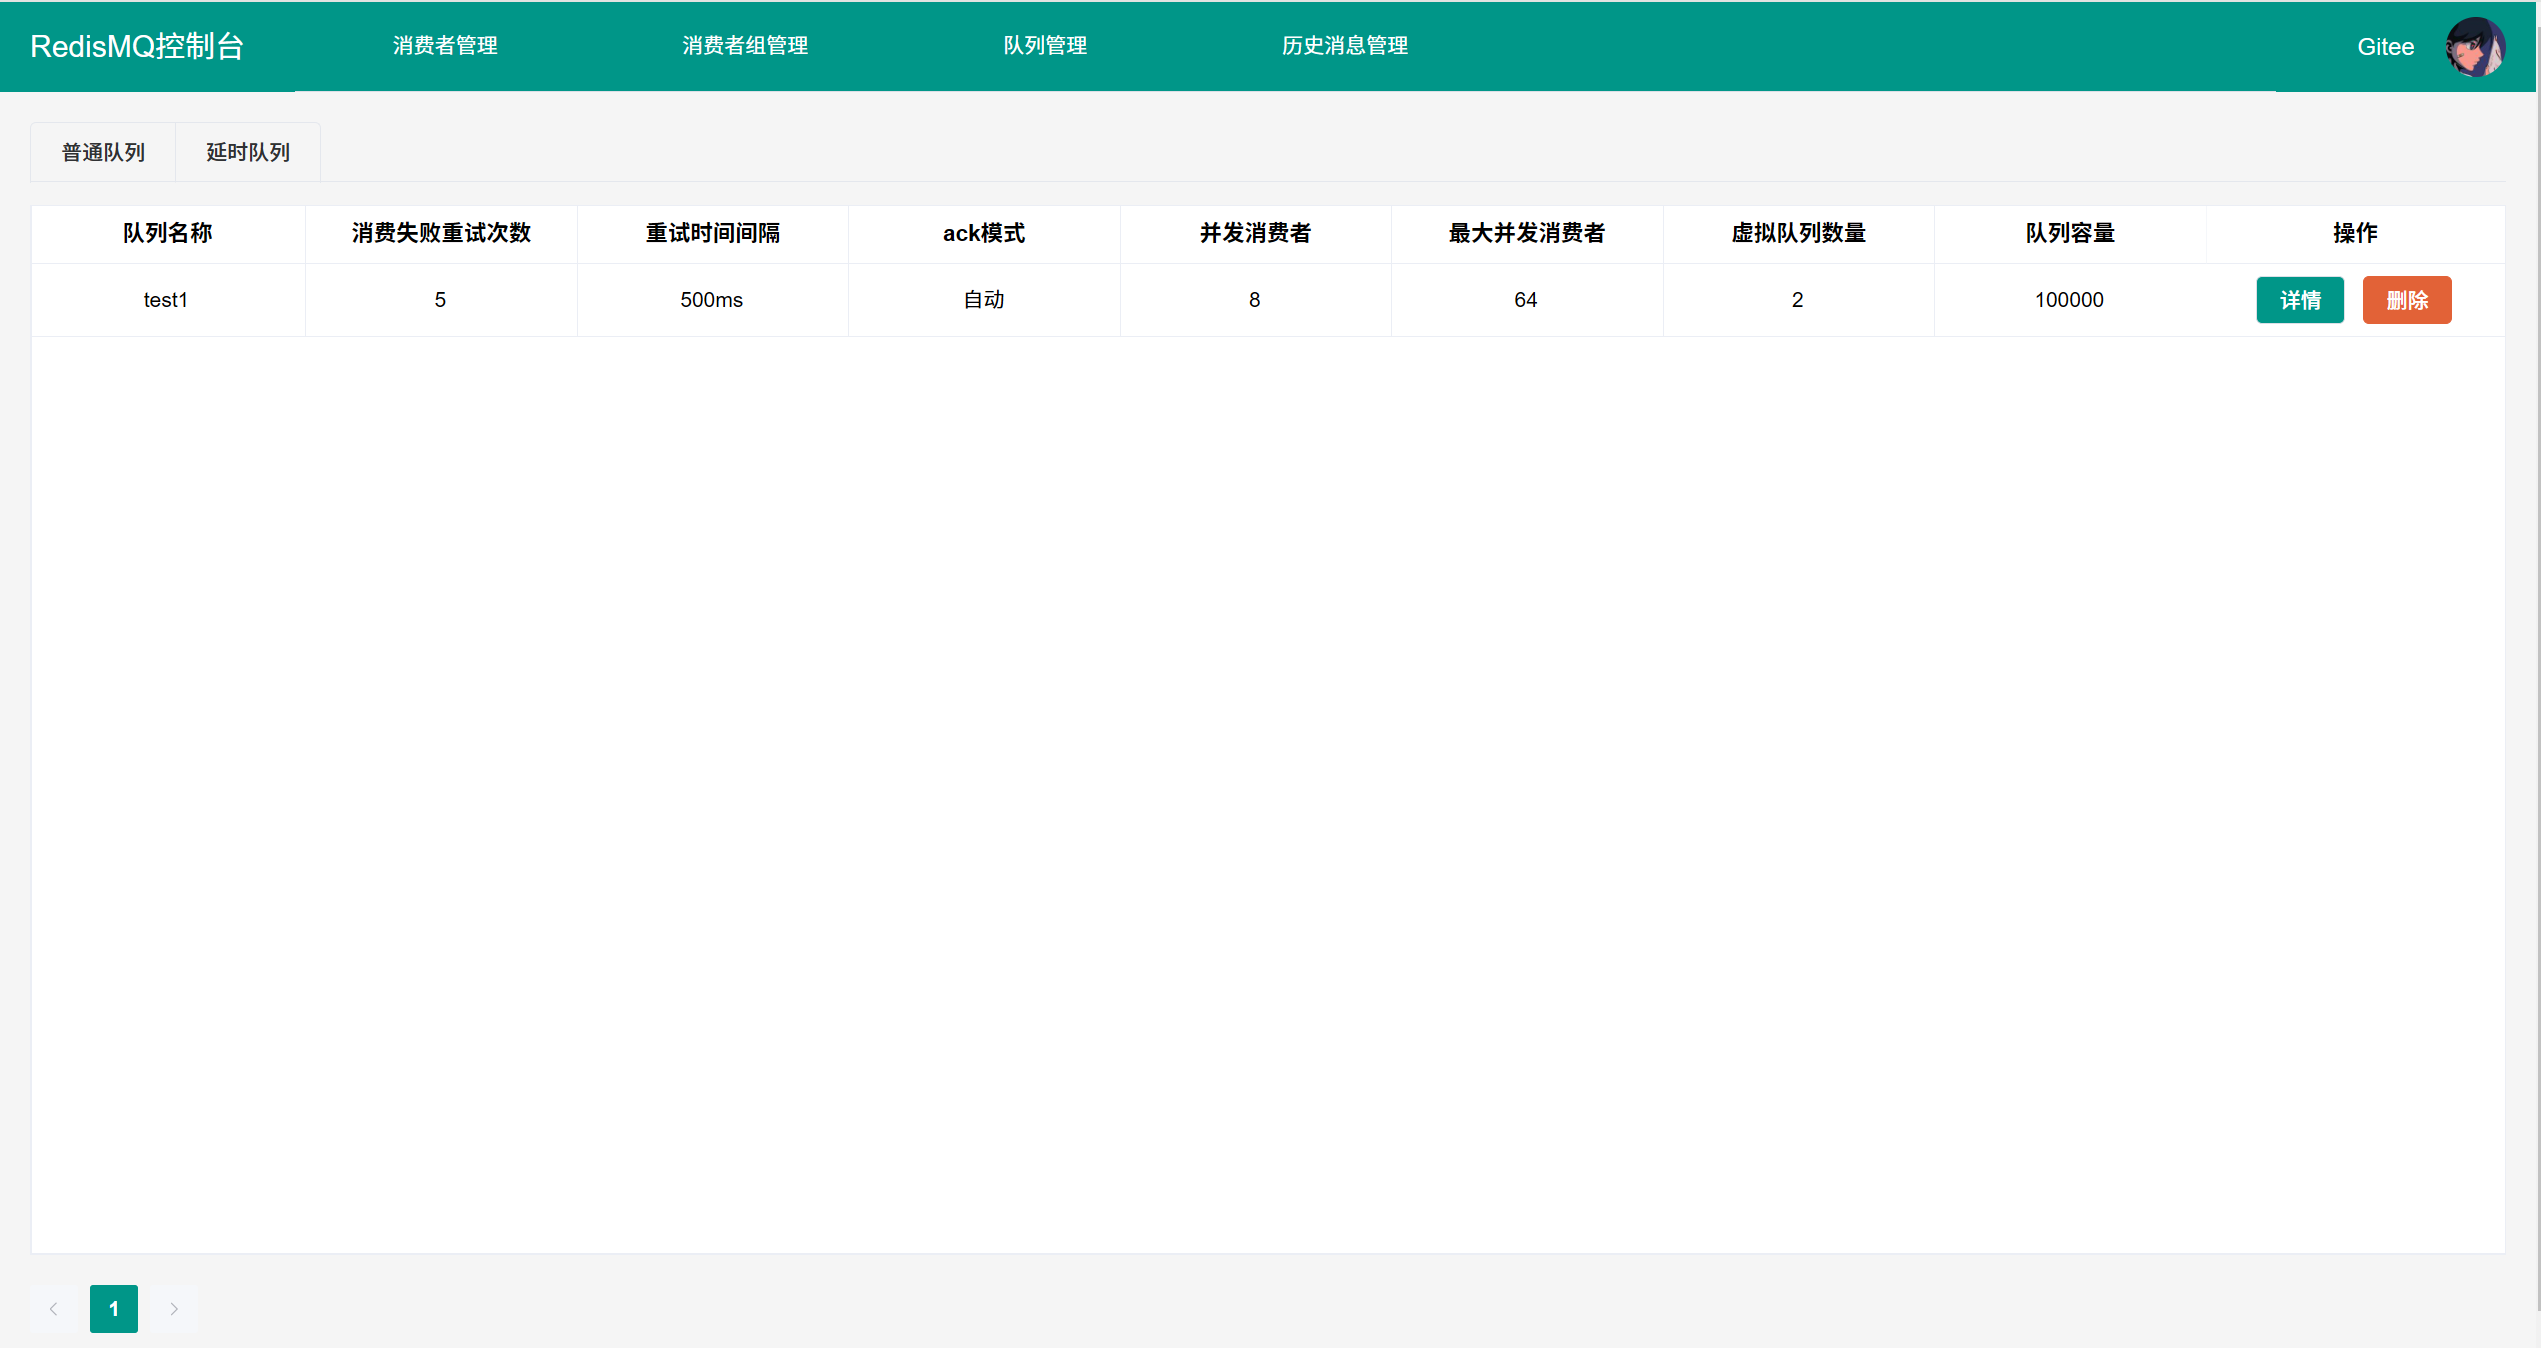 RedisMQ控制台 消费者管理 消费者组管理 队列管理 历史消息管理 Gitee
普通队列 延时队列
队列名称 消费失败重试次数 重试时间间隔 ack模式 并发消费者 最大并发消费者 虚拟队列数量 队列容量 操作
test1 5 500ms 自动 8 64 2 100000 详情 删除
1